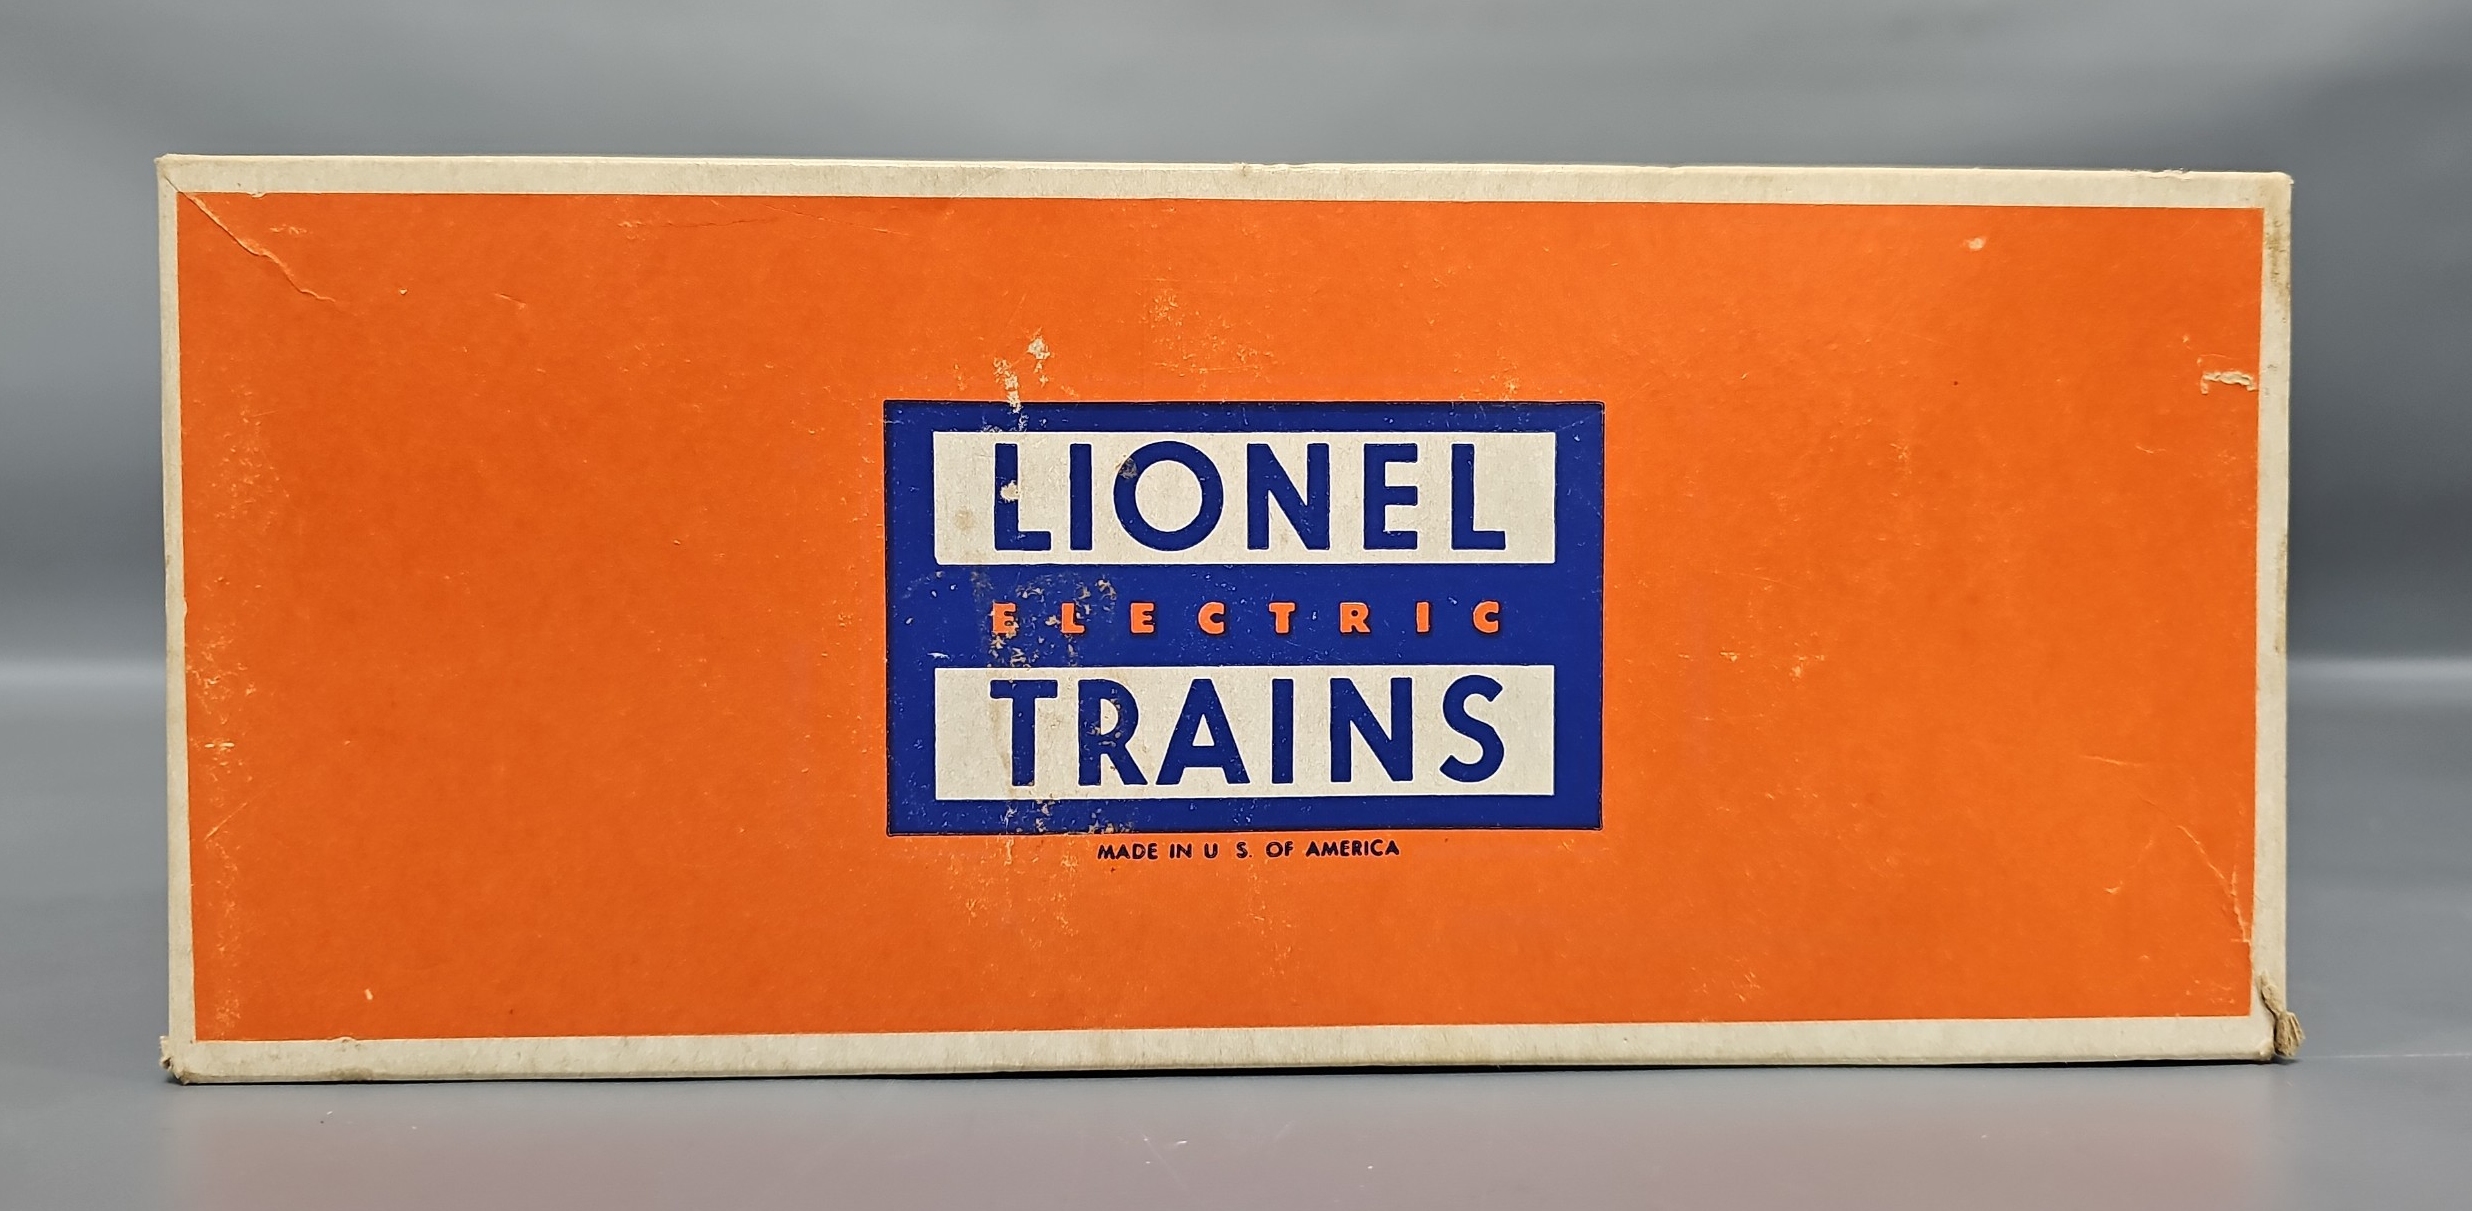 LIONEL
ELECTRIC
TRAINS
MADE IN U S. OF AMERICA